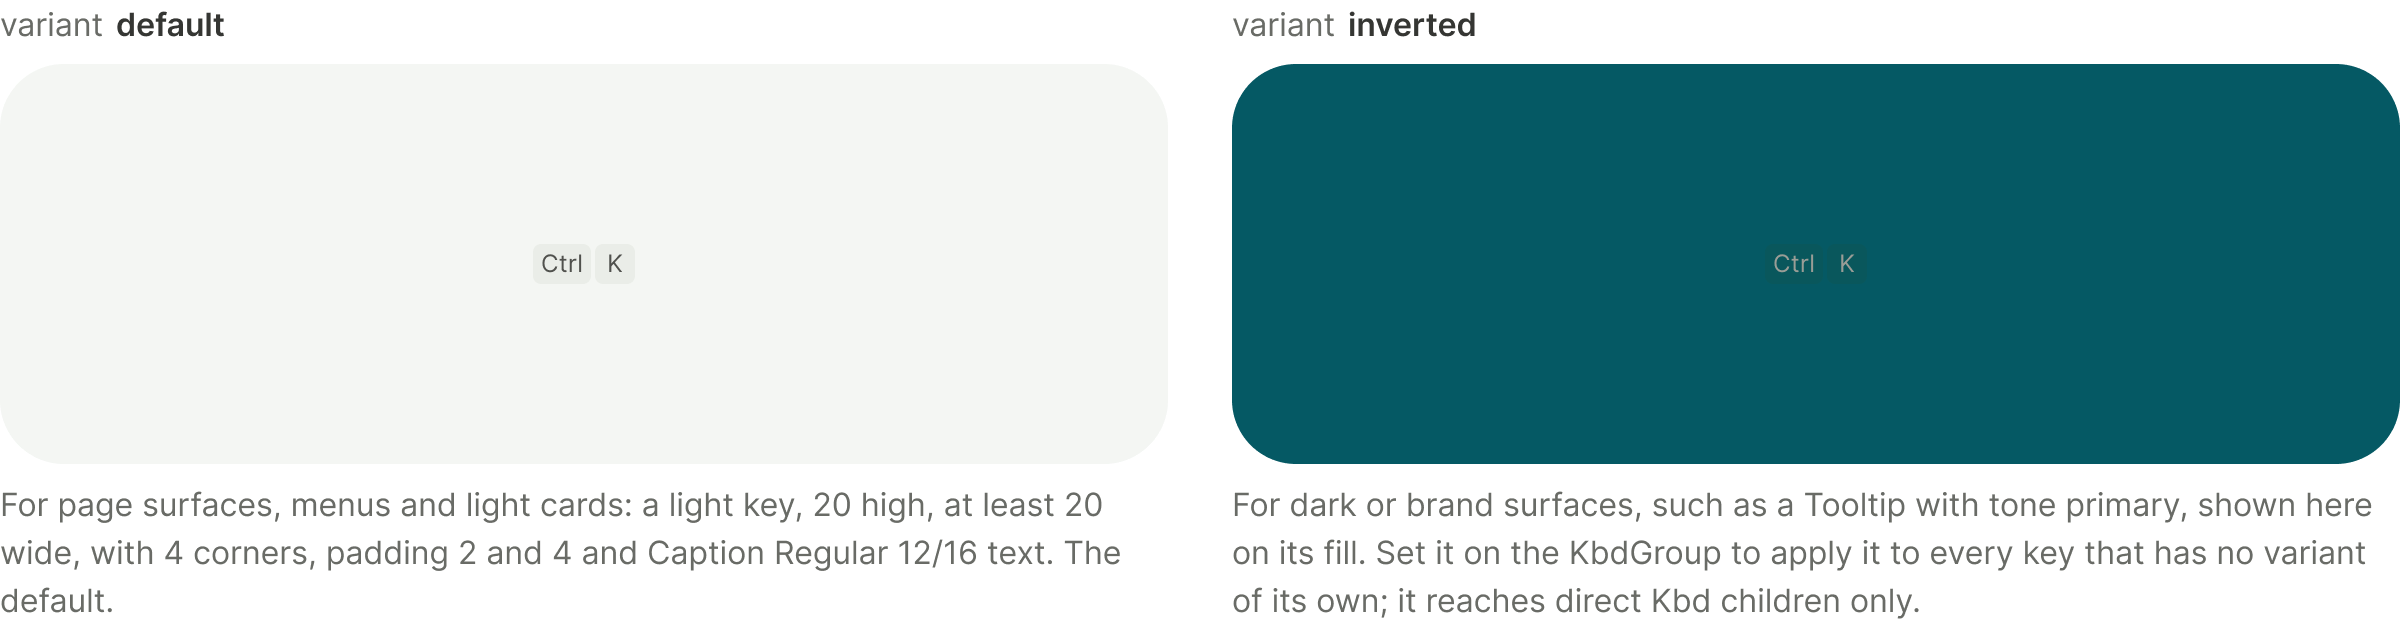 variant default
Ctrl K
For page surfaces, menus and light cards: a light key, 20 high, at least 20
wide, with 4 corners, padding 2 and 4 and Caption Regular 12/16 text. The
default.
variant inverted
Ctrl K
For dark or brand surfaces, such as a Tooltip with tone primary, shown here
on its fill. Set it on the KbdGroup to apply it to every key that has no variant
of its own; it reaches direct Kbd children only.